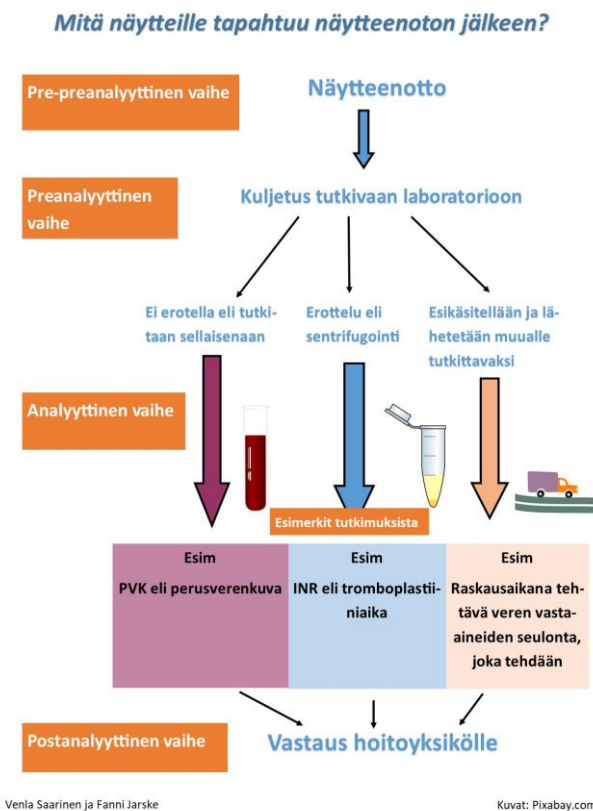 Mitä näytteille tapahtuu näytteenoton jälkeen?
Pre-preanalyyttinen vaihe
Näytteenotto
Preanalyyttinen
vaihe
Kuljetus tutkivaan laboratorioon
Ei erotella eli tutki-
taan sellaisenaan
Erottelu eli
sentrifugointi
Esikäsitellään ja lä-
hetetään muualle
tutkittavaksi
Analyyttinen vaihe
Esimerkit tutkimuksista
Esim
PVK eli perusverenkuva
Esim
INR eli tromboplastii-
niaika
Esim
Raskausaikana teh-
tävä veren vasta-
aineiden seulonta,
joka tehdään
Postanalyyttinen vaihe
Vastaus hoitoyksikölle
Venla Saarinen ja Fanni Jarske
Kuvat: Pixabay.com